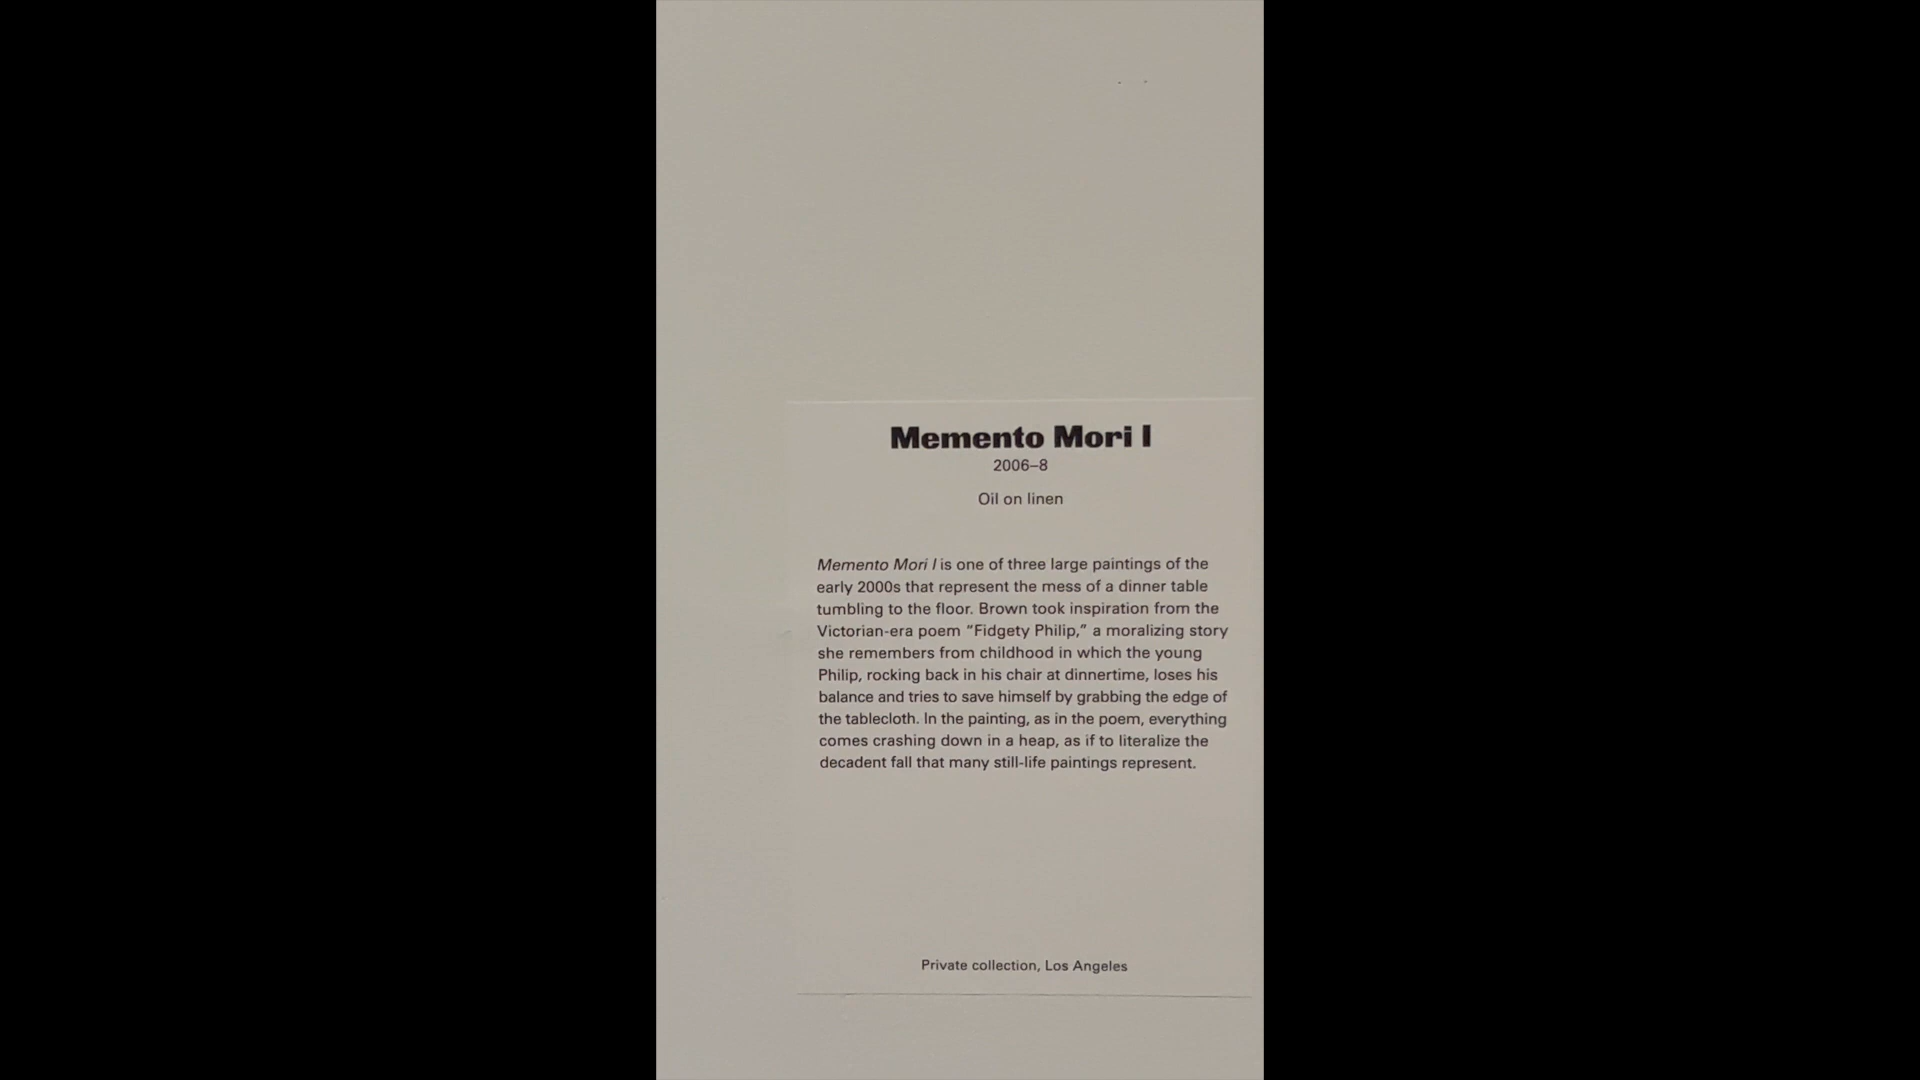 Memento Mori I
2006–8
Oil on linen
Memento Mori I is one of three large paintings of the
early 2000s that represent the mess of a dinner table
tumbling to the floor. Brown took inspiration from the
Victorian-era poem “Fidgety Philip,” a moralizing story
she remembers from childhood in which the young
Philip, rocking back in his chair at dinnertime, loses his
balance and tries to save himself by grabbing the edge of
the tablecloth. In the painting, as in the poem, everything
comes crashing down in a heap, as if to literalize the
decadent fall that many still-life paintings represent.
Private collection, Los Angeles